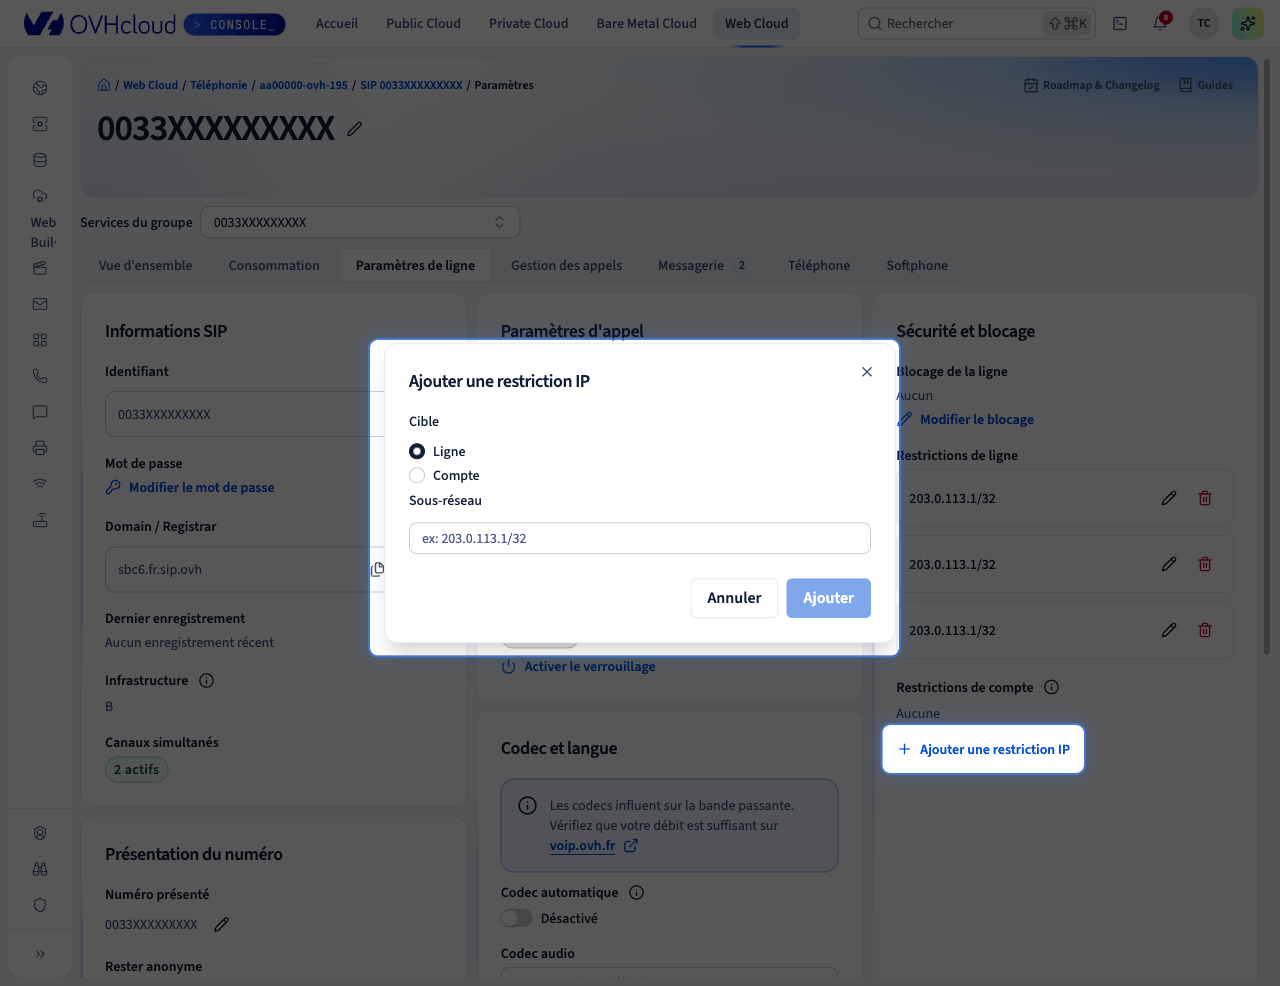 OVHcloud
> CONSOLE_
Accueil
Public Cloud
Private Cloud
Bare Metal Cloud
Web Cloud
Rechercher
⇧⌘K
8
TC
/ Web Cloud / Téléphonie / aa00000-ovh-195 / SIP 0033XXXXXXXXX / Paramètres
Roadmap & Changelog
Guides
0033XXXXXXXXX
Web
Services du groupe
0033XXXXXXXXX
Vue d'ensemble
Consommation
Paramètres de ligne
Gestion des appels
Messagerie 2
Téléphone
Softphone
Informations SIP
Identifiant
0033XXXXXXXXX
Mot de passe
Modifier le mot de passe
Domain / Registrar
sbc6.fr.sip.ovh
Dernier enregistrement
Aucun enregistrement récent
Infrastructure
B
Canaux simultanés
2 actifs
Présentation du numéro
Numéro présenté
0033XXXXXXXXX
Rester anonyme
Paramètres d'appel
Ajouter une restriction IP
Cible
Ligne
Compte
Sous-réseau
ex: 203.0.113.1/32
Annuler
Ajouter
Activer le verrouillage
Codec et langue
Les codecs influent sur la bande passante.
Vérifiez que votre débit est suffisant sur
voip.ovh.fr
Codec automatique
Désactivé
Codec audio
Sécurité et blocage
Blocage de la ligne
Aucun
Modifier le blocage
Restrictions de ligne
203.0.113.1/32
203.0.113.1/32
203.0.113.1/32
Restrictions de compte
Aucune
Ajouter une restriction IP